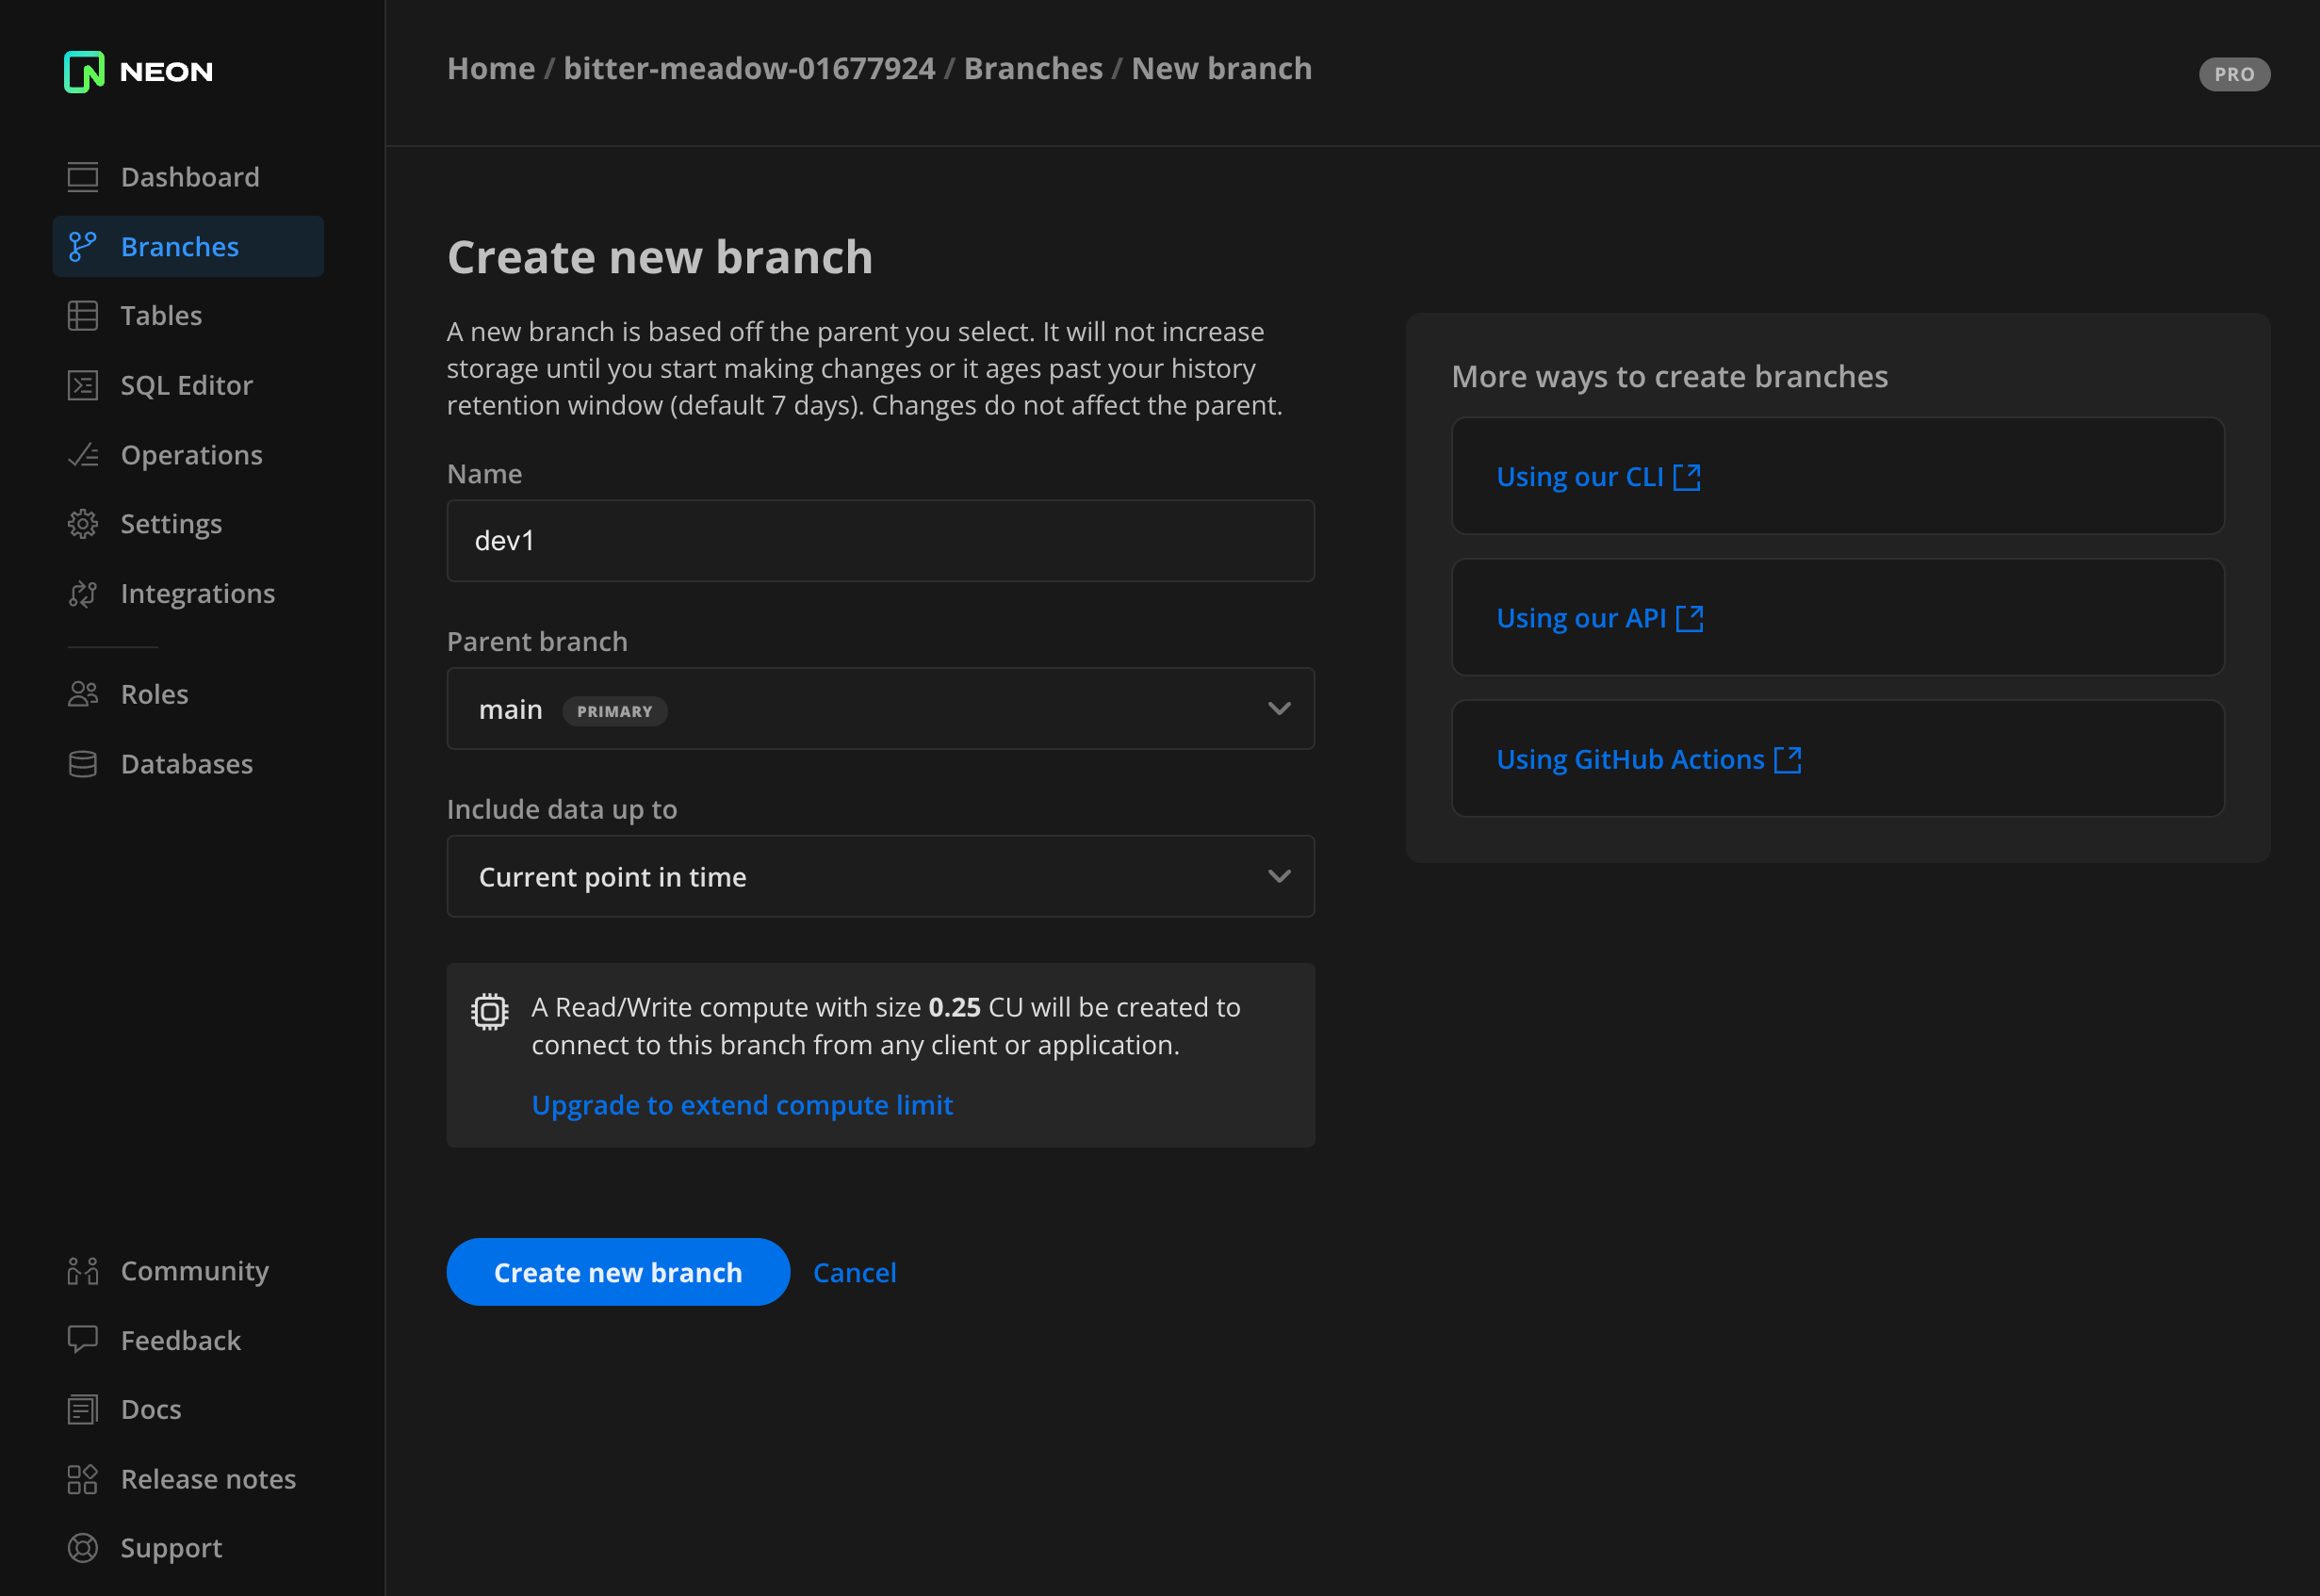 NEON
Home / bitter-meadow-01677924 / Branches / New branch
PRO
Dashboard
Branches
Tables
SQL Editor
Operations
Settings
Integrations
Roles
Databases
Community
Feedback
Docs
Release notes
Support
Create new branch
A new branch is based off the parent you select. It will not increase
storage until you start making changes or it ages past your history
retention window (default 7 days). Changes do not affect the parent.
Name
dev1
Parent branch
main PRIMARY
Include data up to
Current point in time
A Read/Write compute with size 0.25 CU will be created to
connect to this branch from any client or application.
Upgrade to extend compute limit
Create new branch Cancel
More ways to create branches
Using our CLI
Using our API
Using GitHub Actions